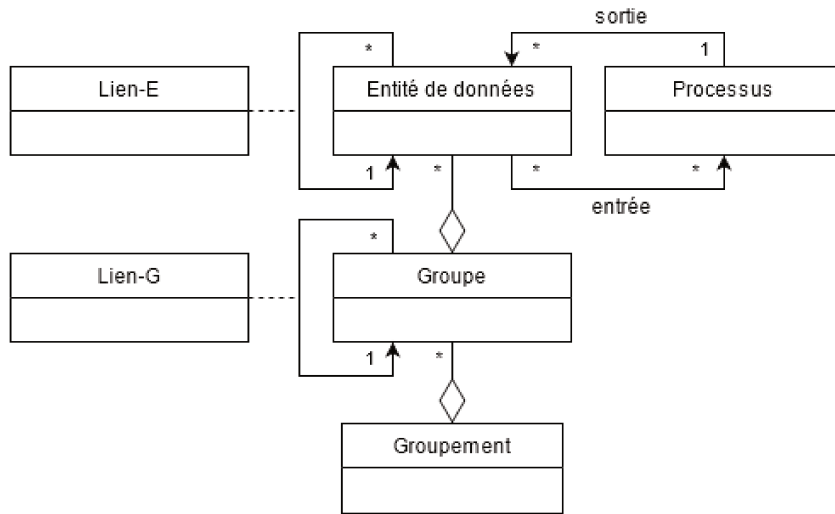 sortie
* * 1
Lien-E Entité de données Processus
1 * * *
entrée
*
Lien-G Groupe
1 *
Groupement